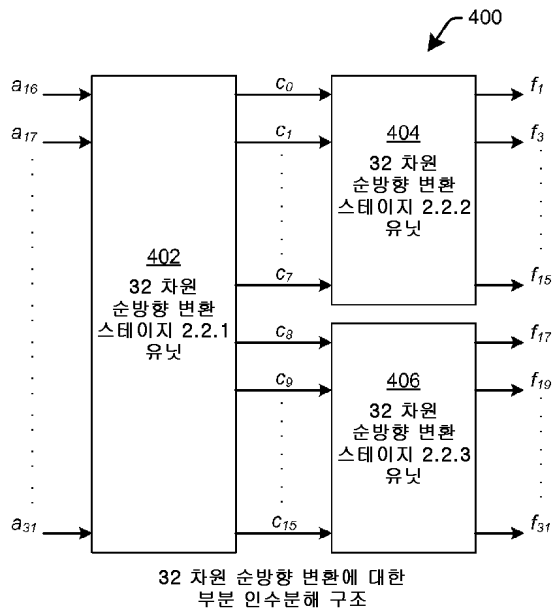 400
a16
a17
a31
402
32 차원
순방향 변환
스테이지 2.2.1
유닛
c0
c1
c7
c8
c9
c15
404
32 차원
순방향 변환
스테이지 2.2.2
유닛
406
32 차원
순방향 변환
스테이지 2.2.3
유닛
f1
f3
f15
f17
f19
f31
32 차원 순방향 변환에 대한
부분 인수분해 구조